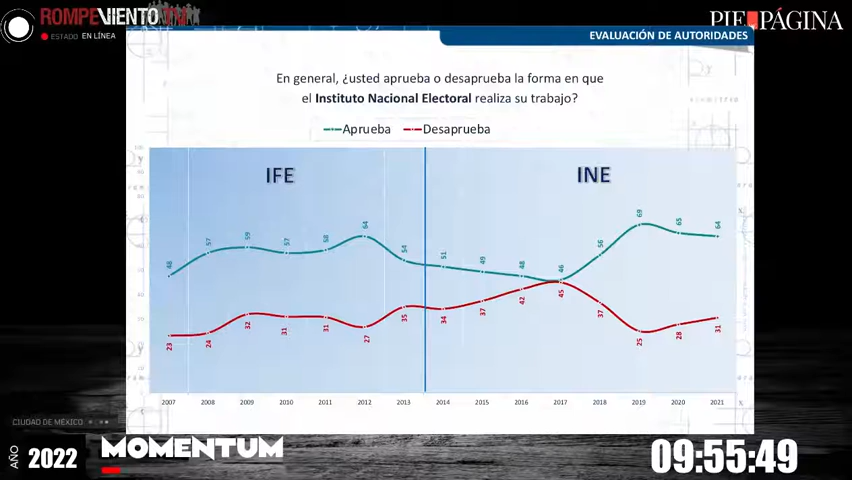 ROMPEVIENTO TV
ESTADO EN LÍNEA
PIE PÁGINA
EVALUACIÓN DE AUTORIDADES
En general, ¿usted aprueba o desaprueba la forma en que
el Instituto Nacional Electoral realiza su trabajo?
Aprueba Desaprueba
IFE INE
48 57 59 57 58 64 54 51 49 48 46 56 69 65 64
23 24 32 31 31 27 35 34 37 42 45 37 25 28 31
2007 2008 2009 2010 2011 2012 2013 2014 2015 2016 2017 2018 2019 2020 2021
CIUDAD DE MÉXICO
AÑO 2022 MOMENTUM 09:55:49